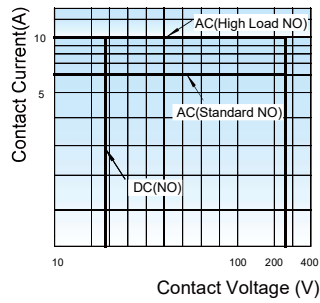 Contact Current(A)
10
5
AC(High Load NO)
AC(Standard NO)
DC(NO)
10 100 200 400
Contact Voltage (V)